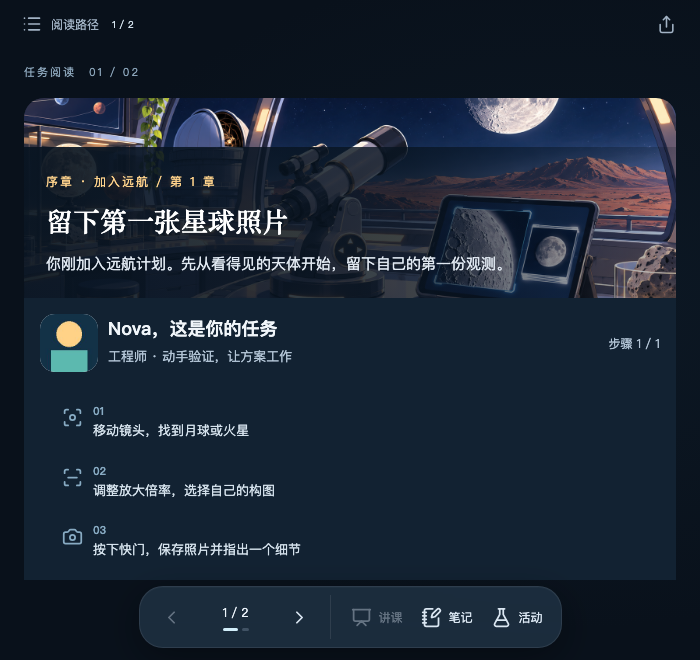 阅读路径 1 / 2
任务阅读 01 / 02
序章 · 加入远航 / 第 1 章
留下第一张星球照片
你刚加入远航计划。先从看得见的天体开始，留下自己的第一份观测。
Nova，这是你的任务
工程师 · 动手验证，让方案工作
步骤 1 / 1
01
移动镜头，找到月球或火星
02
调整放大倍率，选择自己的构图
03
按下快门，保存照片并指出一个细节
1 / 2
讲课
笔记
活动